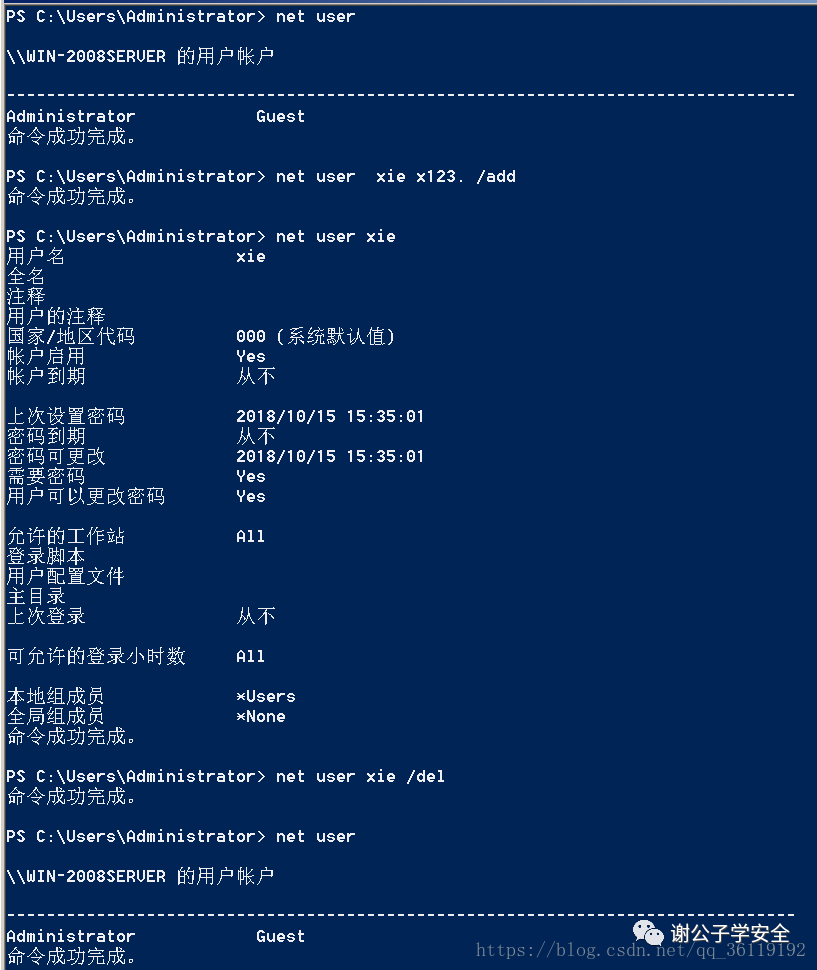 PS C:\Users\Administrator> net user
\\WIN-2008SERVER 的用户帐户
-------------------------------------------------------------------------------
Administrator            Guest
命令成功完成。
PS C:\Users\Administrator> net user  xie x123. /add
命令成功完成。
PS C:\Users\Administrator> net user xie
用户名                 xie
全名
注释
用户的注释
国家/地区代码          000 (系统默认值)
帐户启用               Yes
帐户到期               从不
上次设置密码           2018/10/15 15:35:01
密码到期               从不
密码可更改             2018/10/15 15:35:01
需要密码               Yes
用户可以更改密码       Yes
允许的工作站           All
登录脚本
用户配置文件
主目录
上次登录               从不
可允许的登录小时数     All
本地组成员             *Users
全局组成员             *None
命令成功完成。
PS C:\Users\Administrator> net user xie /del
命令成功完成。
PS C:\Users\Administrator> net user
\\WIN-2008SERVER 的用户帐户
-------------------------------------------------------------------------------
Administrator            Guest
命令成功完成。
谢公子学安全
https://blog.csdn.net/qq_36119192